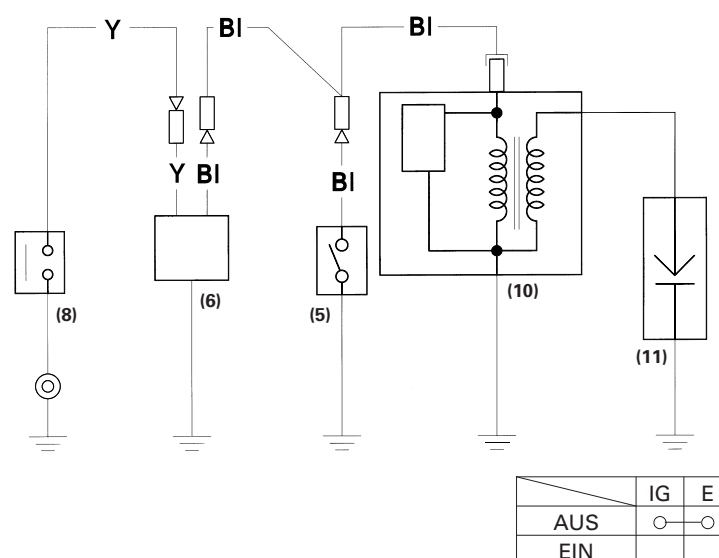 Y
Bl
Bl
Y
Bl
Bl
(8)
(6)
(5)
(10)
(11)
IG E
AUS
EIN